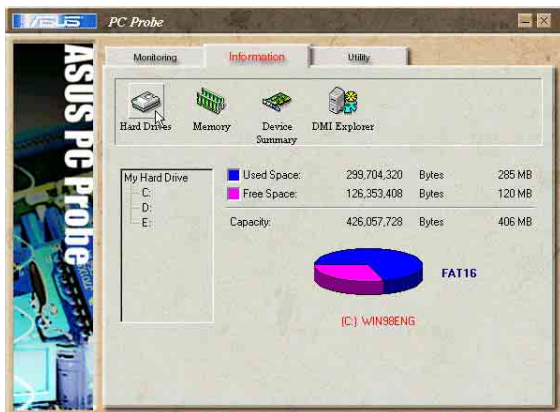 ASUS PC Probe
Monitoring Information Utility
Hard Drives Memory Device Summary DMI Explorer
ASUS PC Probe
My Hard Drive
C:
D:
E:
Used Space: 299,704,320 Bytes 285 MB
Free Space: 126,353,408 Bytes 120 MB
Capacity: 426,057,728 Bytes 406 MB
FAT16
(C:) WIN98ENG